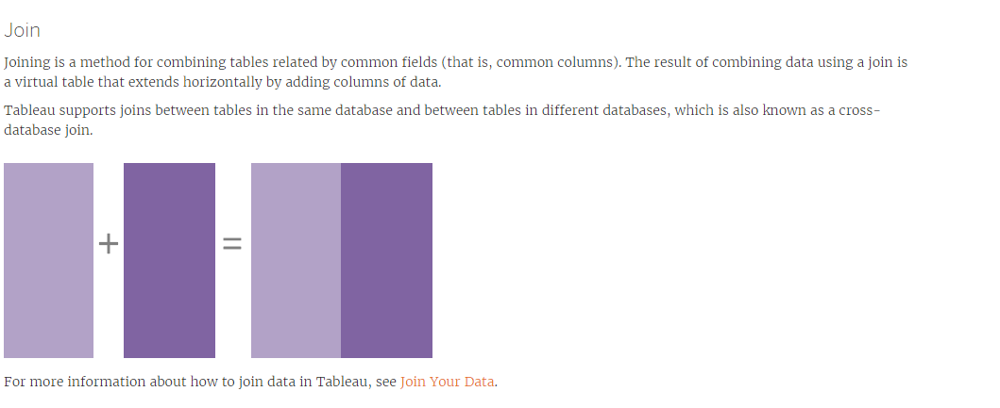 Join
Joining is a method for combining tables related by common fields (that is, common columns). The result of combining data using a join is
a virtual table that extends horizontally by adding columns of data.
Tableau supports joins between tables in the same database and between tables in different databases, which is also known as a cross-
database join.
+ =
For more information about how to join data in Tableau, see Join Your Data.